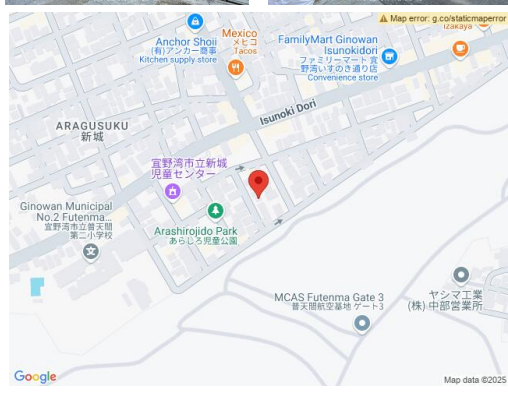 Map error: g.co/staticmaperror
Izakaya
Mexico
メヒコ
Tacos
Anchor Shoji
(有)アンカー商事
Kitchen supply store
FamilyMart Ginowan
Isunokidori
ファミリーマート 宜
野湾いすのき通り店
Convenience store
Isunoki Dori
ARAGUSUKU
新城
宜野湾市立新城
児童センター
Ginowan Municipal
No.2 Futenma...
宜野湾市立普天間
第二小学校
Arashirojido Park
あらしろ児童公園
MCAS Futenma Gate 3
普天間航空基地 ゲート3
ヤシマ工業
(株) 中部営業所
Google
Map data ©2025